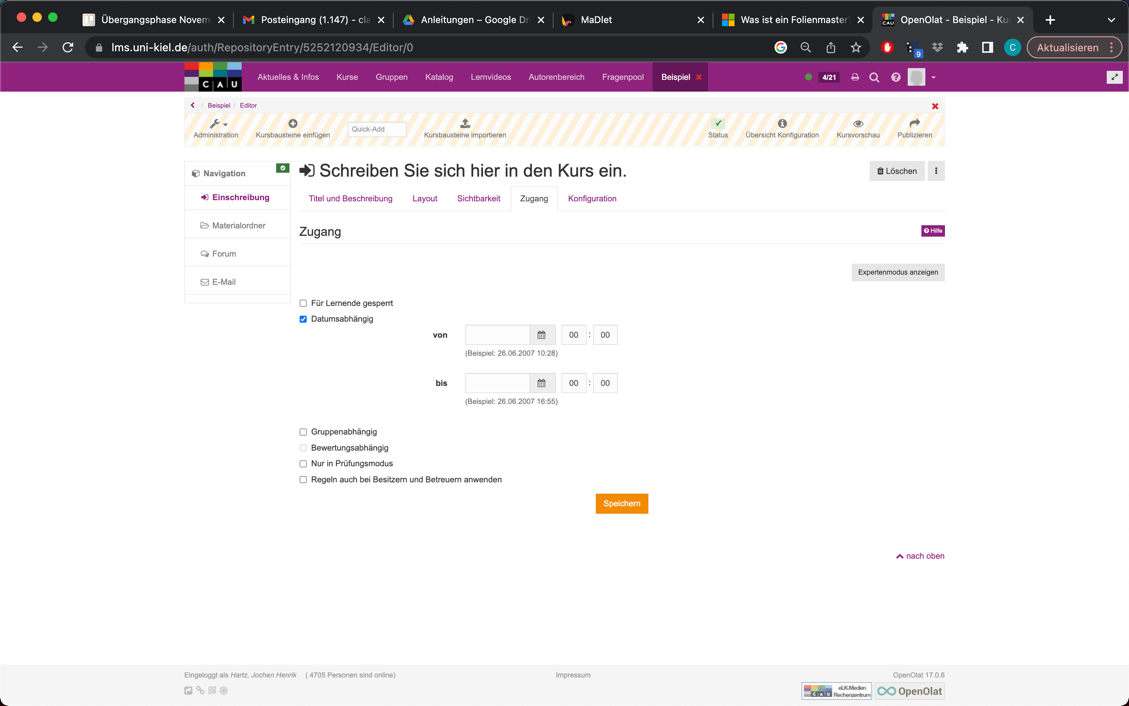 Übergangsphase Novem
Posteingang (1.147) – cla
Anleitungen – Google Dr
MaDlet
Was ist ein Folienmaster
OpenOlat - Beispiel - Ku
lms.uni-kiel.de/auth/RepositoryEntry/5252120934/Editor/0
9
C
Aktualisieren
C A U
Aktuelles & Infos
Kurse
Gruppen
Katalog
Lernvideos
Autorenbereich
Fragenpool
Beispiel
4/21
Beispiel / Editor
Administration
Kursbausteine einfügen
Quick-Add
Kursbausteine importieren
Status
Übersicht Konfiguration
Kursvorschau
Publizieren
Navigation
Einschreibung
Materialordner
Forum
E-Mail
Schreiben Sie sich hier in den Kurs ein.
Löschen
Titel und Beschreibung
Layout
Sichtbarkeit
Zugang
Konfiguration
Zugang
Hilfe
Expertenmodus anzeigen
Für Lernende gesperrt
Datumsabhängig
von
00 : 00
(Beispiel: 26.06.2007 10:28)
bis
00 : 00
(Beispiel: 26.06.2007 16:55)
Gruppenabhängig
Bewertungsabhängig
Nur in Prüfungsmodus
Regeln auch bei Besitzern und Betreuern anwenden
Speichern
nach oben
Eingeloggt als Hartz, Jochen Henrik ( 4705 Personen sind online)
Impressum
OpenOlat 17.0.6
C A U
eLK.Medien
Rechenzentrum
OpenOlat